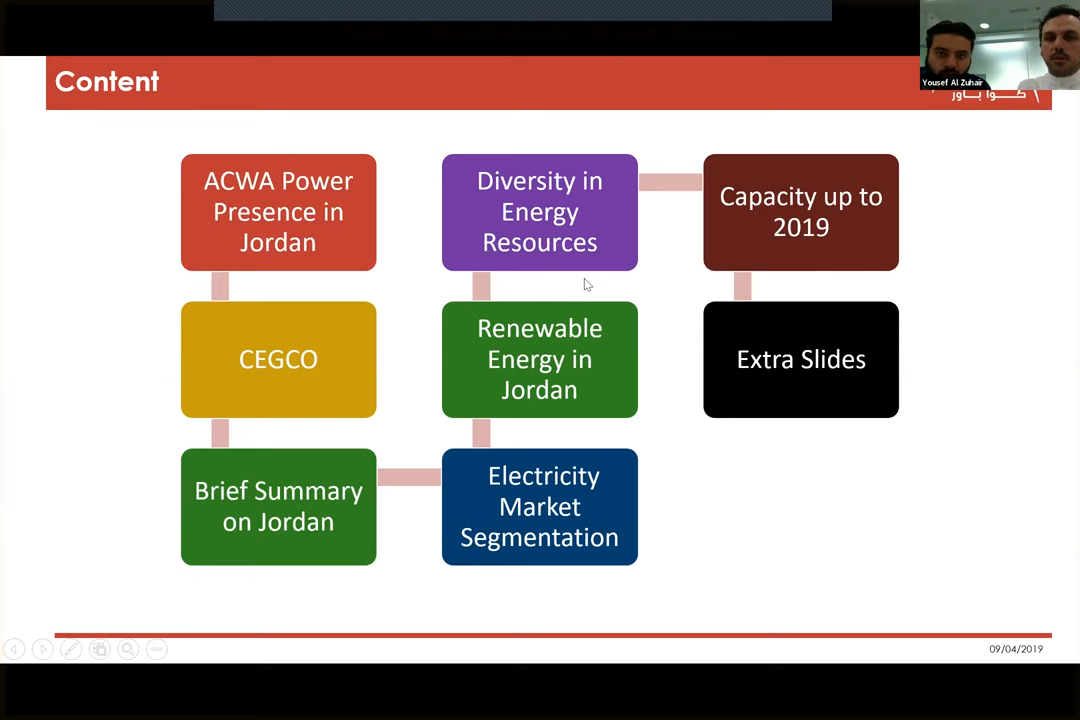 Content
Yousef Al Zuhair
كوا باور
ACWA Power
Presence in
Jordan
CEGCO
Brief Summary
on Jordan
Electricity
Market
Segmentation
Renewable
Energy in
Jordan
Diversity in
Energy
Resources
Capacity up to
2019
Extra Slides
09/04/2019